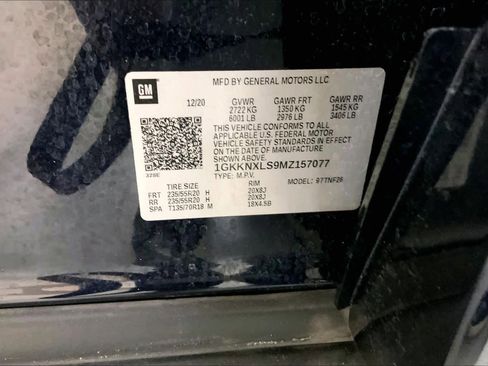 GM
MFD BY GENERAL MOTORS LLC
12/20 GVWR GAWR FRT GAWR RR
2722 KG 1350 KG 1545 KG
6001 LB 2976 LB 3406 LB
THIS VEHICLE CONFORMS TO ALL
APPLICABLE U.S. FEDERAL MOTOR
VEHICLE SAFETY STANDARDS IN
EFFECT ON THE DATE OF
MANUFACTURE SHOWN ABOVE.
1GKKNXLS9MZ157077
TYPE: M.P.V. MODEL: 97TNF26
TIRE SIZE RIM
FRT 235/55R20 H 20X8J
RR 235/55R20 H 20X8J
SPA T135/70R18 M 18X4.5B